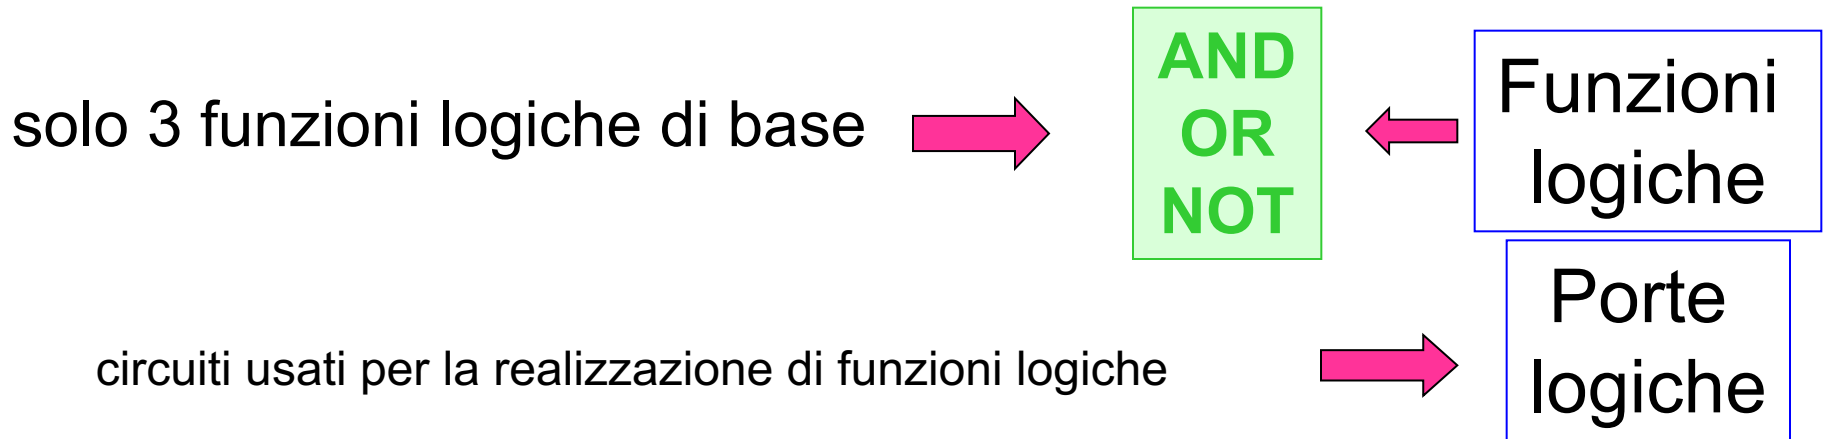 solo 3 funzioni logiche di base
AND
OR
NOT
Funzioni
logiche
circuiti usati per la realizzazione di funzioni logiche
Porte
logiche